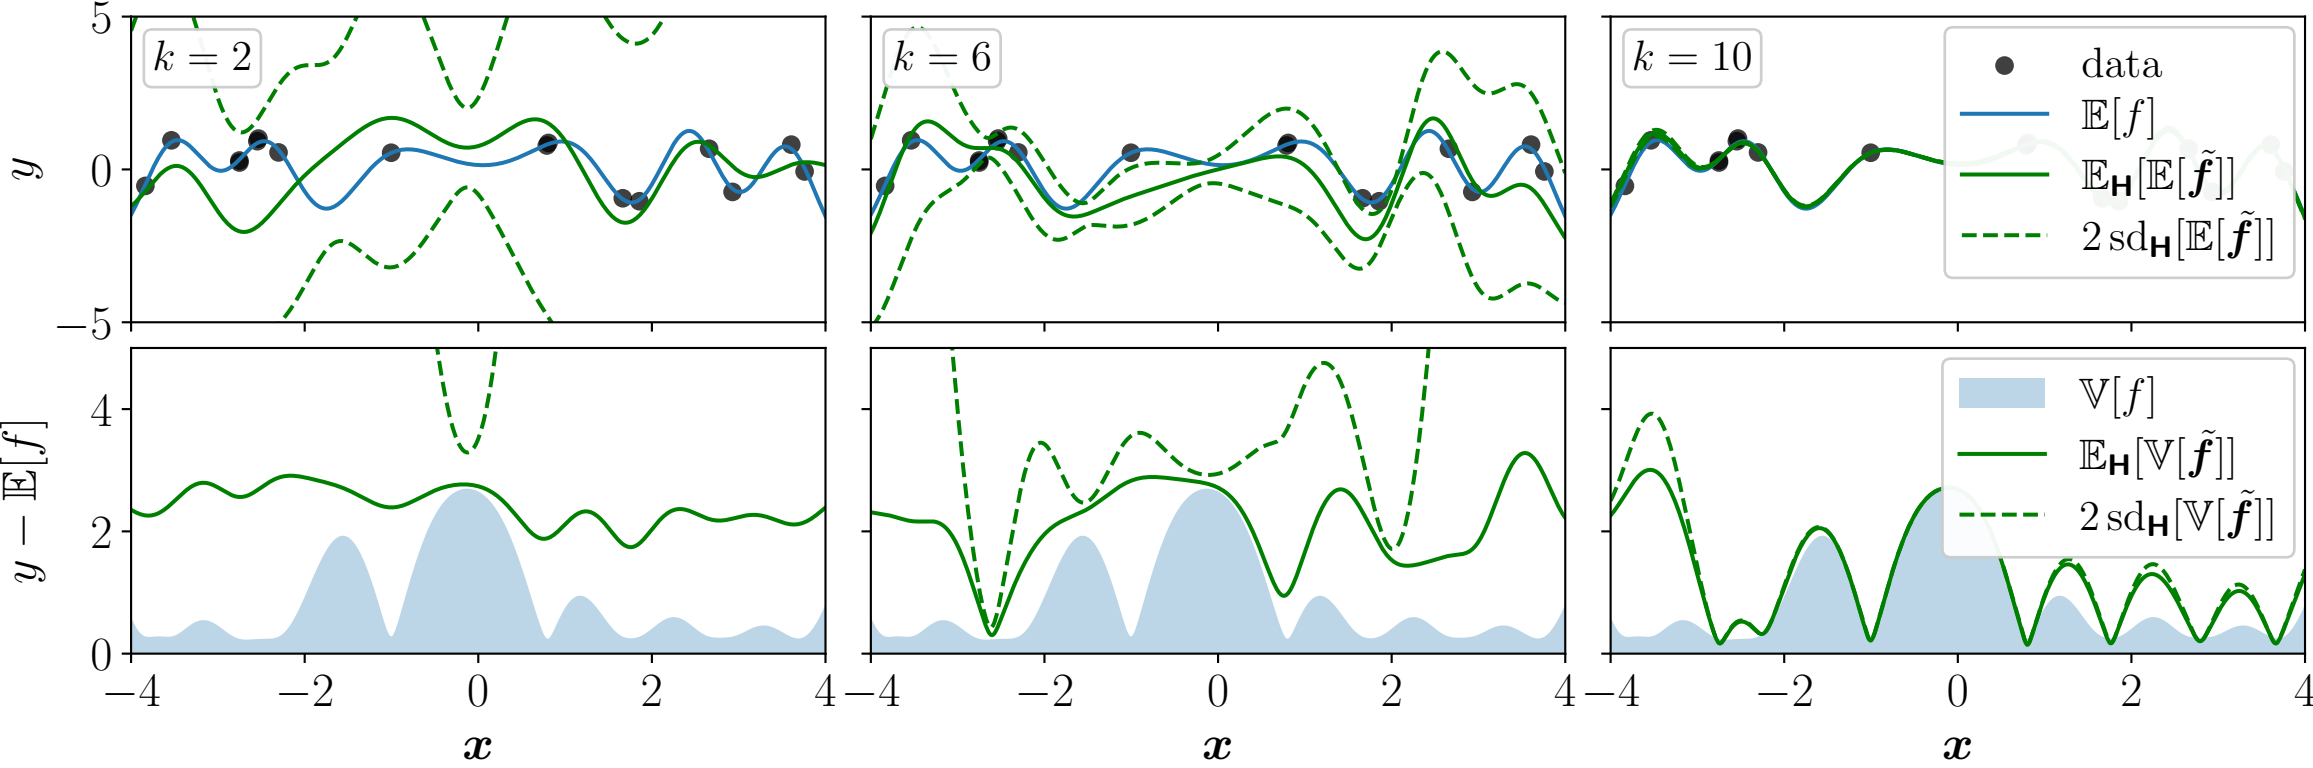 5
0
−5
y
k = 2
k = 6
k = 10
data
𝔼[f]
𝔼_𝗛[𝔼[f̃]]
2 sd_𝗛[𝔼[f̃]]
4
2
0
y − 𝔼[f]
𝕍[f]
𝔼_𝗛[𝕍[f̃]]
2 sd_𝗛[𝕍[f̃]]
−4 −2 0 2 4 −4 −2 0 2 4 −4 −2 0 2 4
x x x